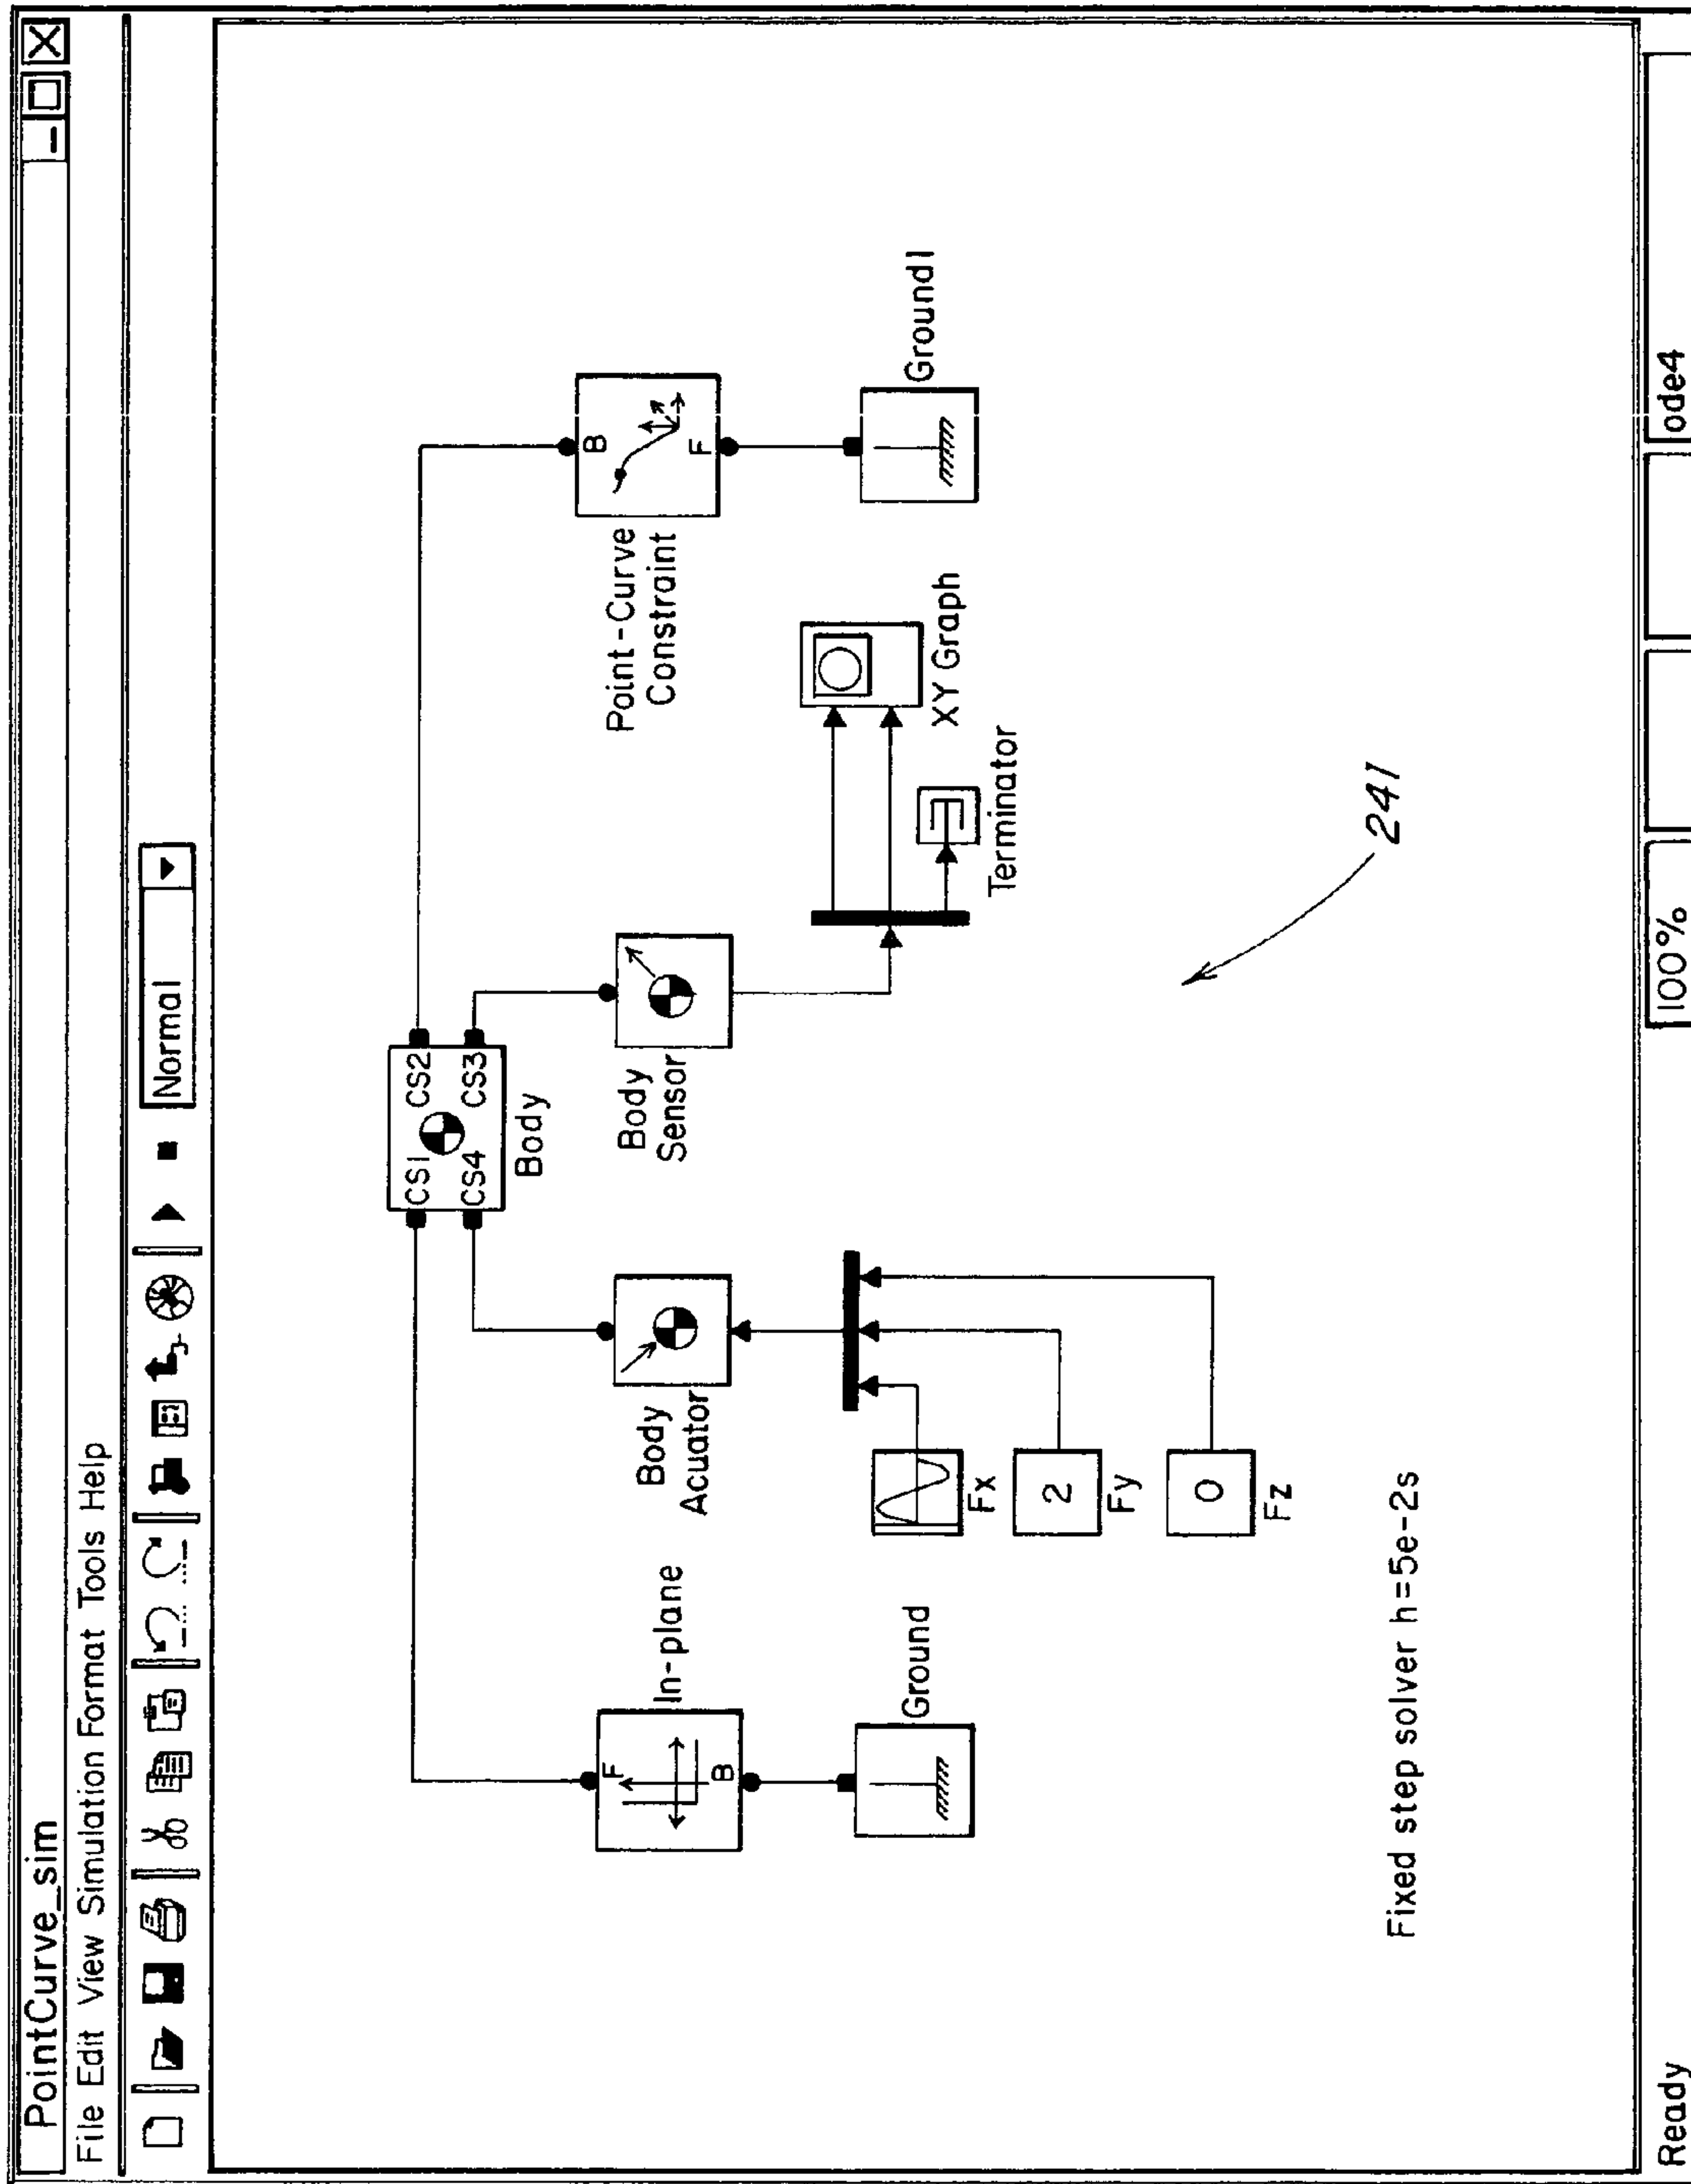 PointCurve_sim
File Edit View Simulation Format Tools Help
Normal
CS1 CS2
CS4 CS3
Body
F
B
In-plane
Ground
Body
Acuator
Fx
2
Fy
0
Fz
Body
Sensor
XY Graph
Terminator
B
F
Point-Curve
Constraint
Ground1
241
Fixed step solver h=5e-2s
Ready
100%
ode4